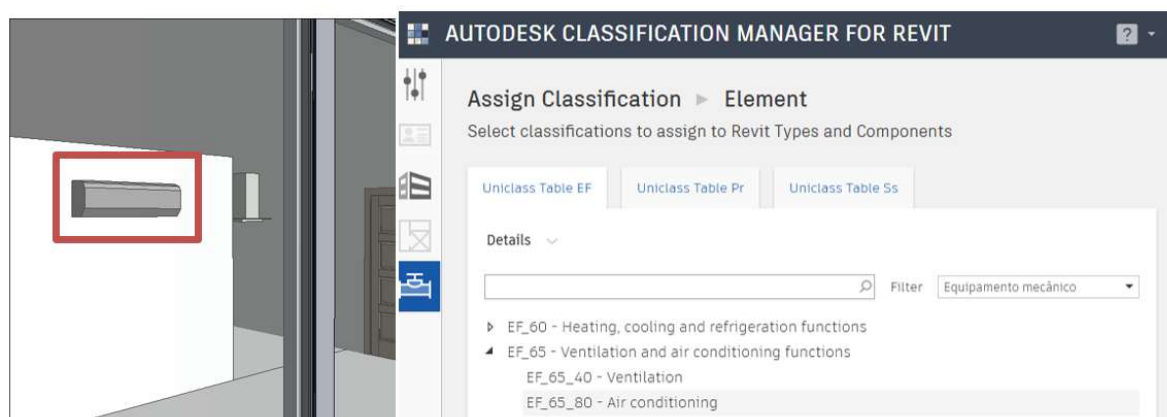 AUTODESK CLASSIFICATION MANAGER FOR REVIT ?
Assign Classification ▶ Element
Select classifications to assign to Revit Types and Components
Uniclass Table EF Uniclass Table Pr Uniclass Table Ss
Details
Filter Equipamento mecânico
EF_60 - Heating, cooling and refrigeration functions
EF_65 - Ventilation and air conditioning functions
EF_65_40 - Ventilation
EF_65_80 - Air conditioning